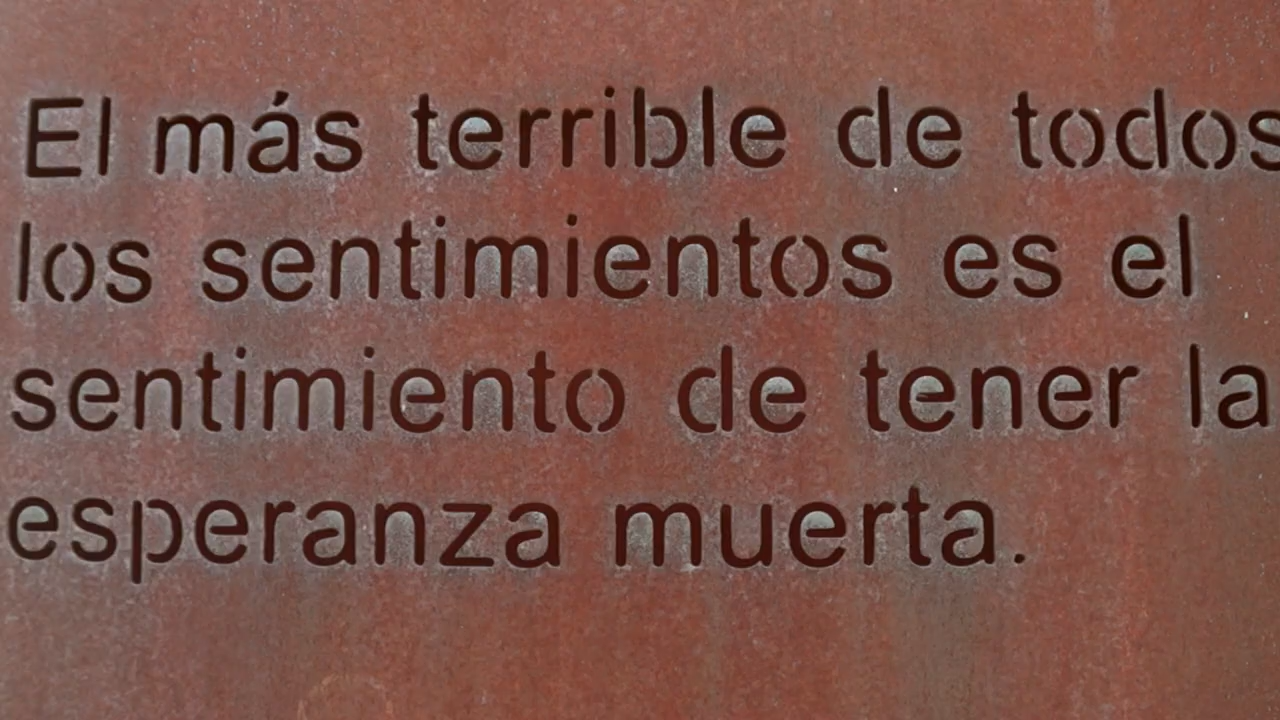 El más terrible de todos
los sentimientos es el
sentimiento de tener la
esperanza muerta.